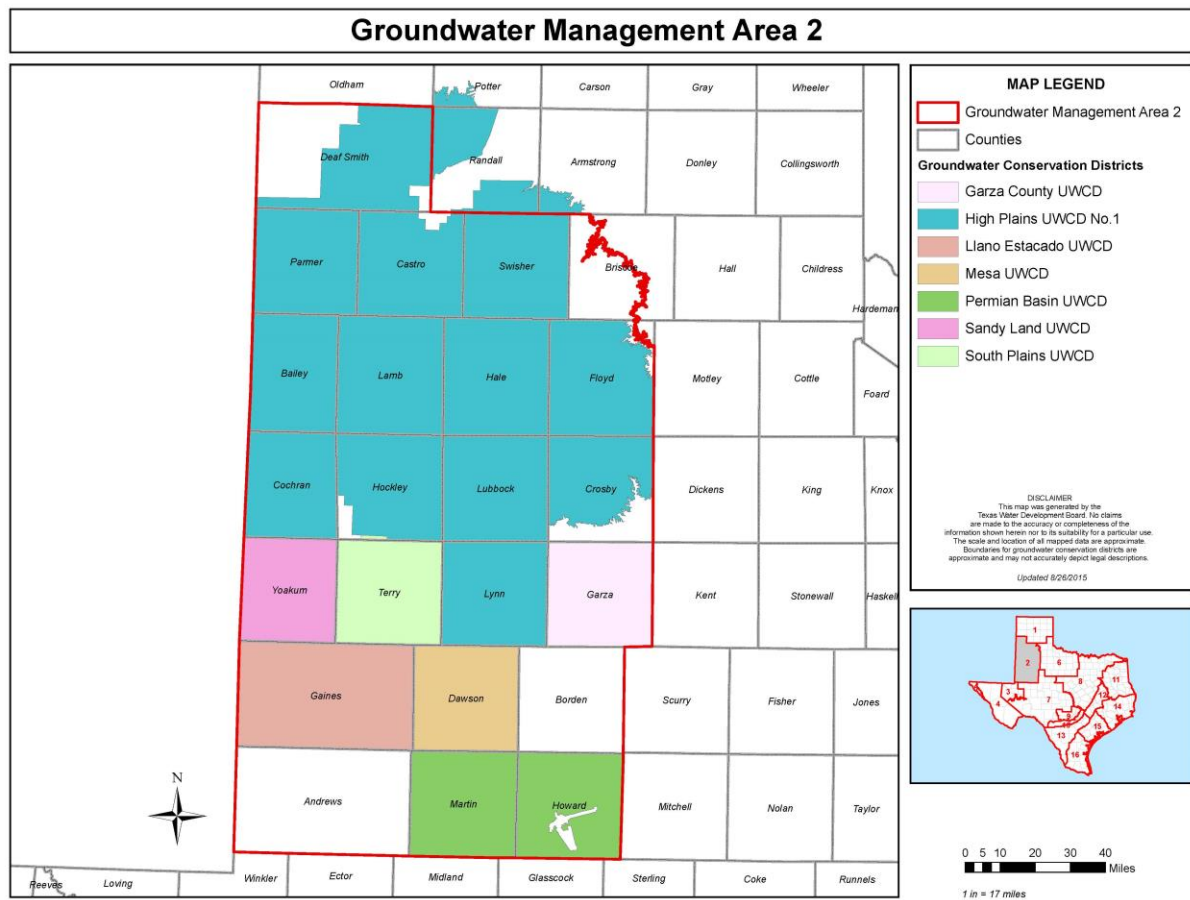 Groundwater Management Area 2
Oldham
Potter
Carson
Gray
Wheeler
Deaf Smith
Randall
Armstrong
Donley
Collingsworth
Parmer
Castro
Swisher
Briscoe
Hall
Childress
Hardeman
Bailey
Lamb
Hale
Floyd
Motley
Cottle
Foard
Cochran
Hockley
Lubbock
Crosby
Dickens
King
Knox
Yoakum
Terry
Lynn
Garza
Kent
Stonewall
Haskell
Gaines
Dawson
Borden
Scurry
Fisher
Jones
Andrews
Martin
Howard
Mitchell
Nolan
Taylor
N
Reeves
Loving
Winkler
Ector
Midland
Glasscock
Sterling
Coke
Runnels
MAP LEGEND
Groundwater Management Area 2
Counties
Groundwater Conservation Districts
Garza County UWCD
High Plains UWCD No.1
Llano Estacado UWCD
Mesa UWCD
Permian Basin UWCD
Sandy Land UWCD
South Plains UWCD
DISCLAIMER
This map was generated by the
Texas Water Development Board. No claims
are made to the accuracy or completeness of the
information shown herein nor to its suitability for a particular use.
The scale and location of all mapped data are approximate.
Boundaries for groundwater conservation districts are
approximate and may not accurately depict legal descriptions.
Updated 8/26/2015
1
2
6
8
11
3
7
12
4
14
13
15
16
0 5 10 20 30 40
Miles
1 in = 17 miles